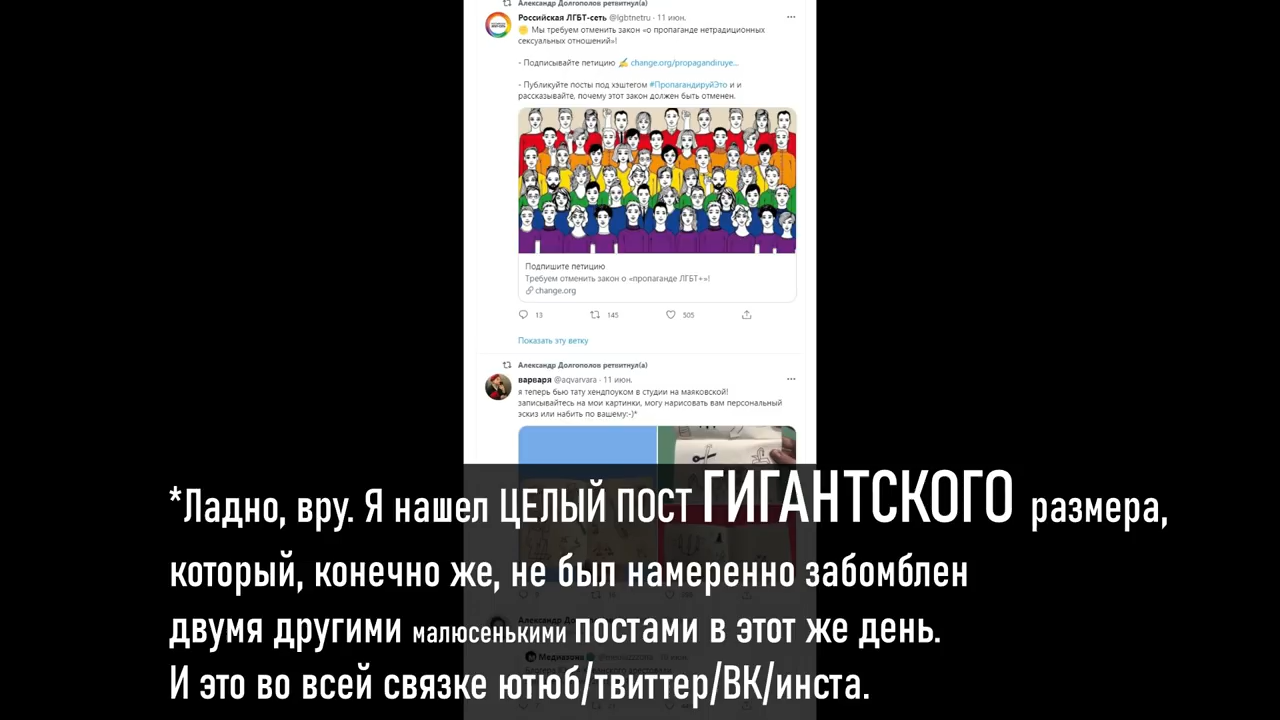 Александр Долгополов ретвитнул(а)
Российская ЛГБТ-сеть @lgbtnetru · 11 июн.
✊ Мы требуем отменить закон «о пропаганде нетрадиционных
сексуальных отношений»!
- Подписывайте петицию ✍️ change.org/propagandiruye...
- Публикуйте посты под хэштегом #ПропагандируйЭто и и
рассказывайте, почему этот закон должен быть отменен.
Подпишите петицию
Требуем отменить закон о «пропаганде ЛГБТ+»!
change.org
13 145 505
Показать эту ветку
Александр Долгополов ретвитнул(а)
варваря @aqvarvara · 11 июн.
я теперь бью тату хендпоуком в студии на маяковской!
записывайтесь на мои картинки, могу нарисовать вам персональный
эскиз или набить по вашему:-)*
*Ладно, вру. Я нашел ЦЕЛЫЙ ПОСТ ГИГАНТСКОГО размера,
который, конечно же, не был намеренно забомблен
двумя другими малюсенькими постами в этот же день.
Медиазона
И это во всей связке ютюб/твиттер/ВК/инста.